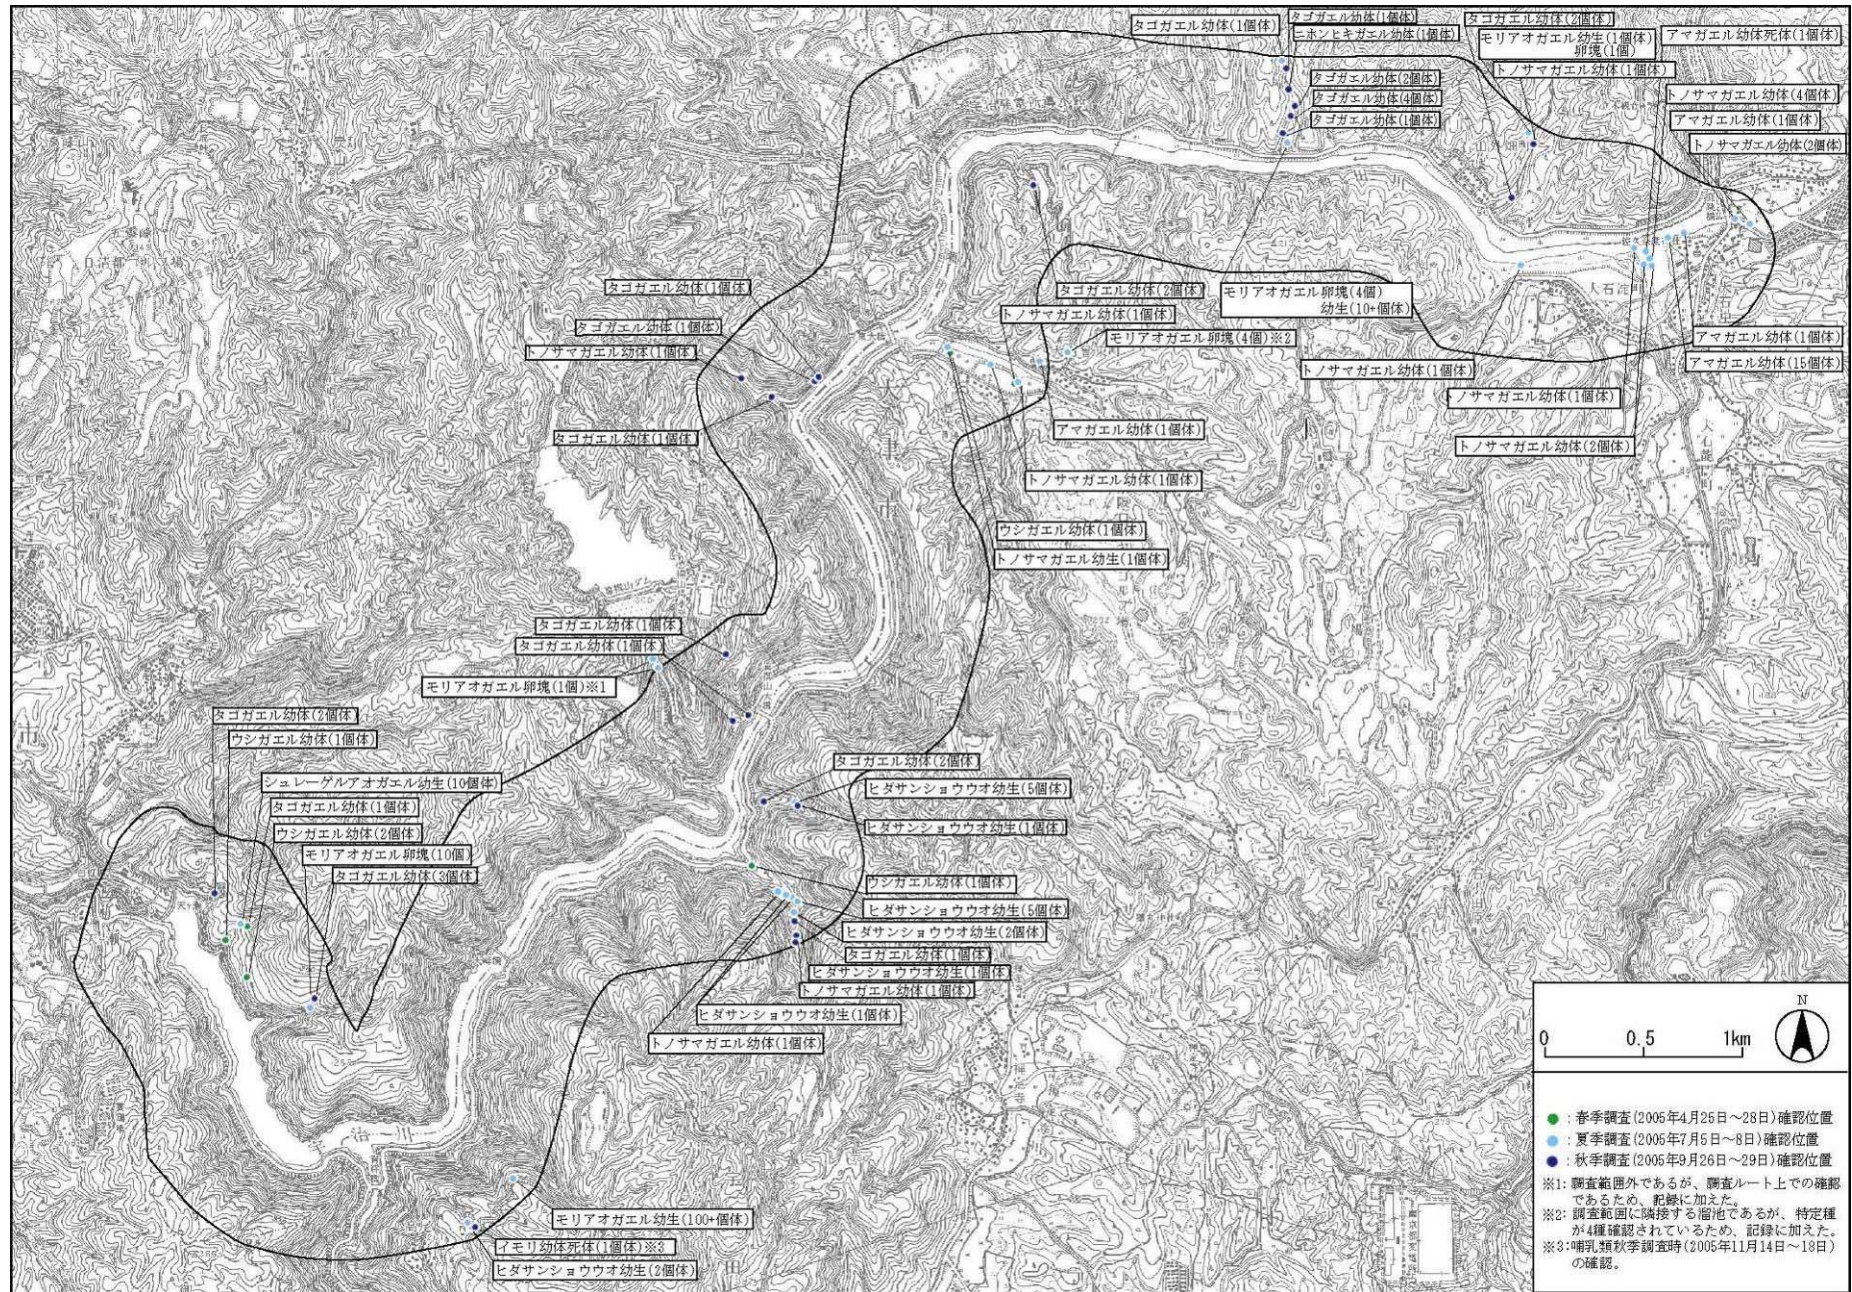 タゴガエル幼体(1個体)
タゴガエル幼体(1個体)
ニホンヒキガエル幼体(1個体)
タゴガエル幼体(2個体)
モリアオガエル幼生(1個体)
卵塊(1個)
アマガエル幼体死体(1個体)
トノサマガエル幼体(1個体)
タゴガエル幼体(2個体)
タゴガエル幼体(4個体)
タゴガエル幼体(1個体)
トノサマガエル幼体(4個体)
アマガエル幼体(1個体)
トノサマガエル幼体(2個体)
タゴガエル幼体(1個体)
タゴガエル幼体(1個体)
トノサマガエル幼体(1個体)
タゴガエル幼体(2個体)
トノサマガエル幼体(1個体)
モリアオガエル卵塊(4個)※2
モリアオガエル卵塊(4個)
幼生(10+個体)
アマガエル幼体(1個体)
アマガエル幼体(15個体)
トノサマガエル幼体(1個体)
トノサマガエル幼体(1個体)
トノサマガエル幼体(2個体)
タゴガエル幼体(1個体)
アマガエル幼体(1個体)
トノサマガエル幼体(1個体)
ウシガエル幼体(1個体)
トノサマガエル幼生(1個体)
大津市
タゴガエル幼体(1個体)
タゴガエル幼体(1個体)
モリアオガエル卵塊(1個)※1
タゴガエル幼体(2個体)
ウシガエル幼体(1個体)
シュレーゲルアオガエル幼生(10個体)
タゴガエル幼体(1個体)
ウシガエル幼体(2個体)
モリアオガエル卵塊(10個)
タゴガエル幼体(3個体)
タゴガエル幼体(2個体)
ヒダサンショウウオ幼生(5個体)
ヒダサンショウウオ幼生(1個体)
ウシガエル幼体(1個体)
ヒダサンショウウオ幼生(5個体)
ヒダサンショウウオ幼生(2個体)
タゴガエル幼体(1個体)
ヒダサンショウウオ幼生(1個体)
トノサマガエル幼体(1個体)
ヒダサンショウウオ幼生(1個体)
トノサマガエル幼体(1個体)
モリアオガエル幼生(100+個体)
イモリ幼体死体(1個体)※3
ヒダサンショウウオ幼生(2個体)
N
0 0.5 1km
：春季調査(2005年4月25日～28日)確認位置
：夏季調査(2005年7月5日～8日)確認位置
：秋季調査(2005年9月26日～29日)確認位置
※1：調査範囲外であるが、調査ルート上での確認
であるため、記録に加えた。
※2：調査範囲に隣接する溜池であるが、特定種
が4種確認されているため、記録に加えた。
※3：哺乳類秋季調査時(2005年11月14日～18日)
の確認。